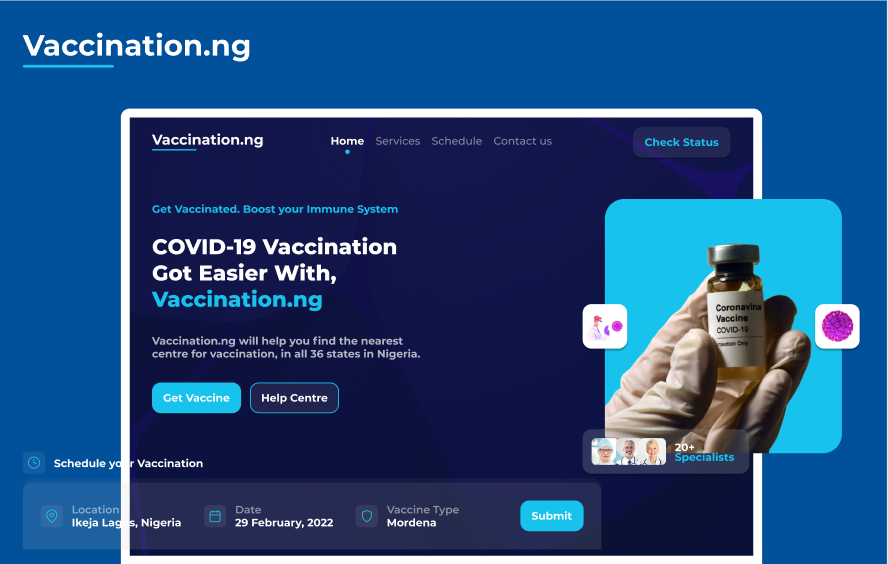 Vaccination.ng
Vaccination.ng
Home Services Schedule Contact us
Check Status
Get Vaccinated. Boost your Immune System
COVID-19 Vaccination
Got Easier With,
Vaccination.ng
Vaccination.ng will help you find the nearest
centre for vaccination, in all 36 states in Nigeria.
Get Vaccine Help Centre
Coronavirus
Vaccine
COVID-19
Injection Only
20+
Specialists
Schedule your Vaccination
Location
Ikeja Lagos, Nigeria
Date
29 February, 2022
Vaccine Type
Mordena
Submit